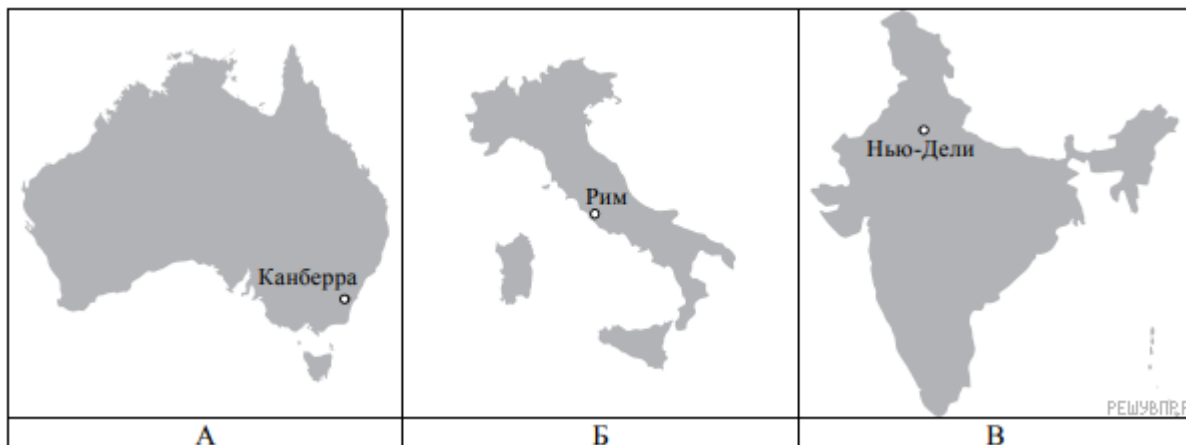 Канберра
Рим
Нью-Дели
РЕШУВПР.Р
А
Б
В